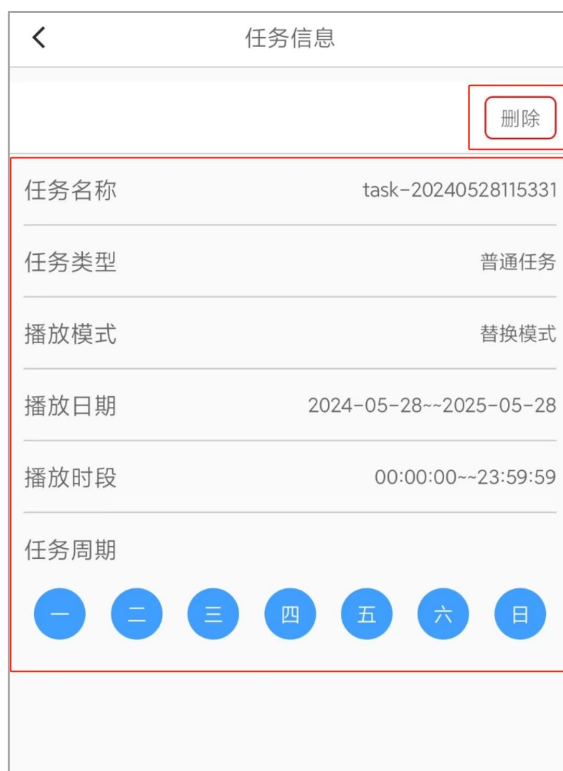 任务信息
删除
任务名称 task-20240528115331
任务类型 普通任务
播放模式 替换模式
播放日期 2024-05-28~~2025-05-28
播放时段 00:00:00~~23:59:59
任务周期
一 二 三 四 五 六 日